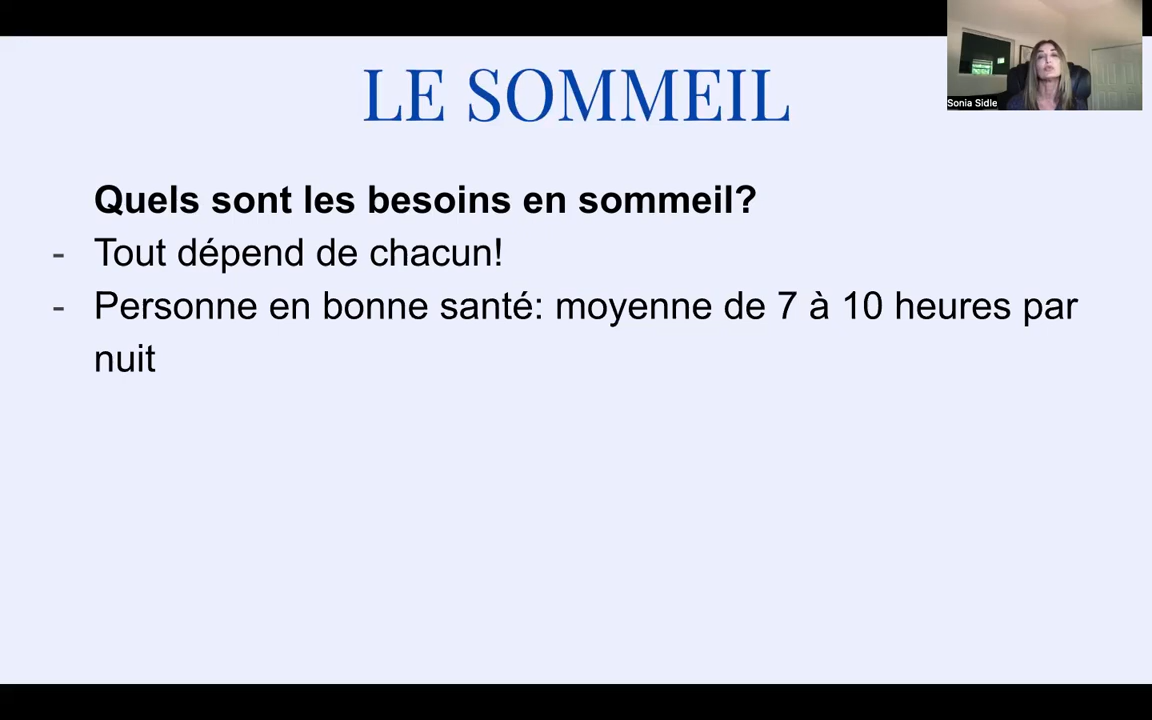 LE SOMMEIL
Sonia Sidle
Quels sont les besoins en sommeil?
- Tout dépend de chacun!
- Personne en bonne santé: moyenne de 7 à 10 heures par
nuit